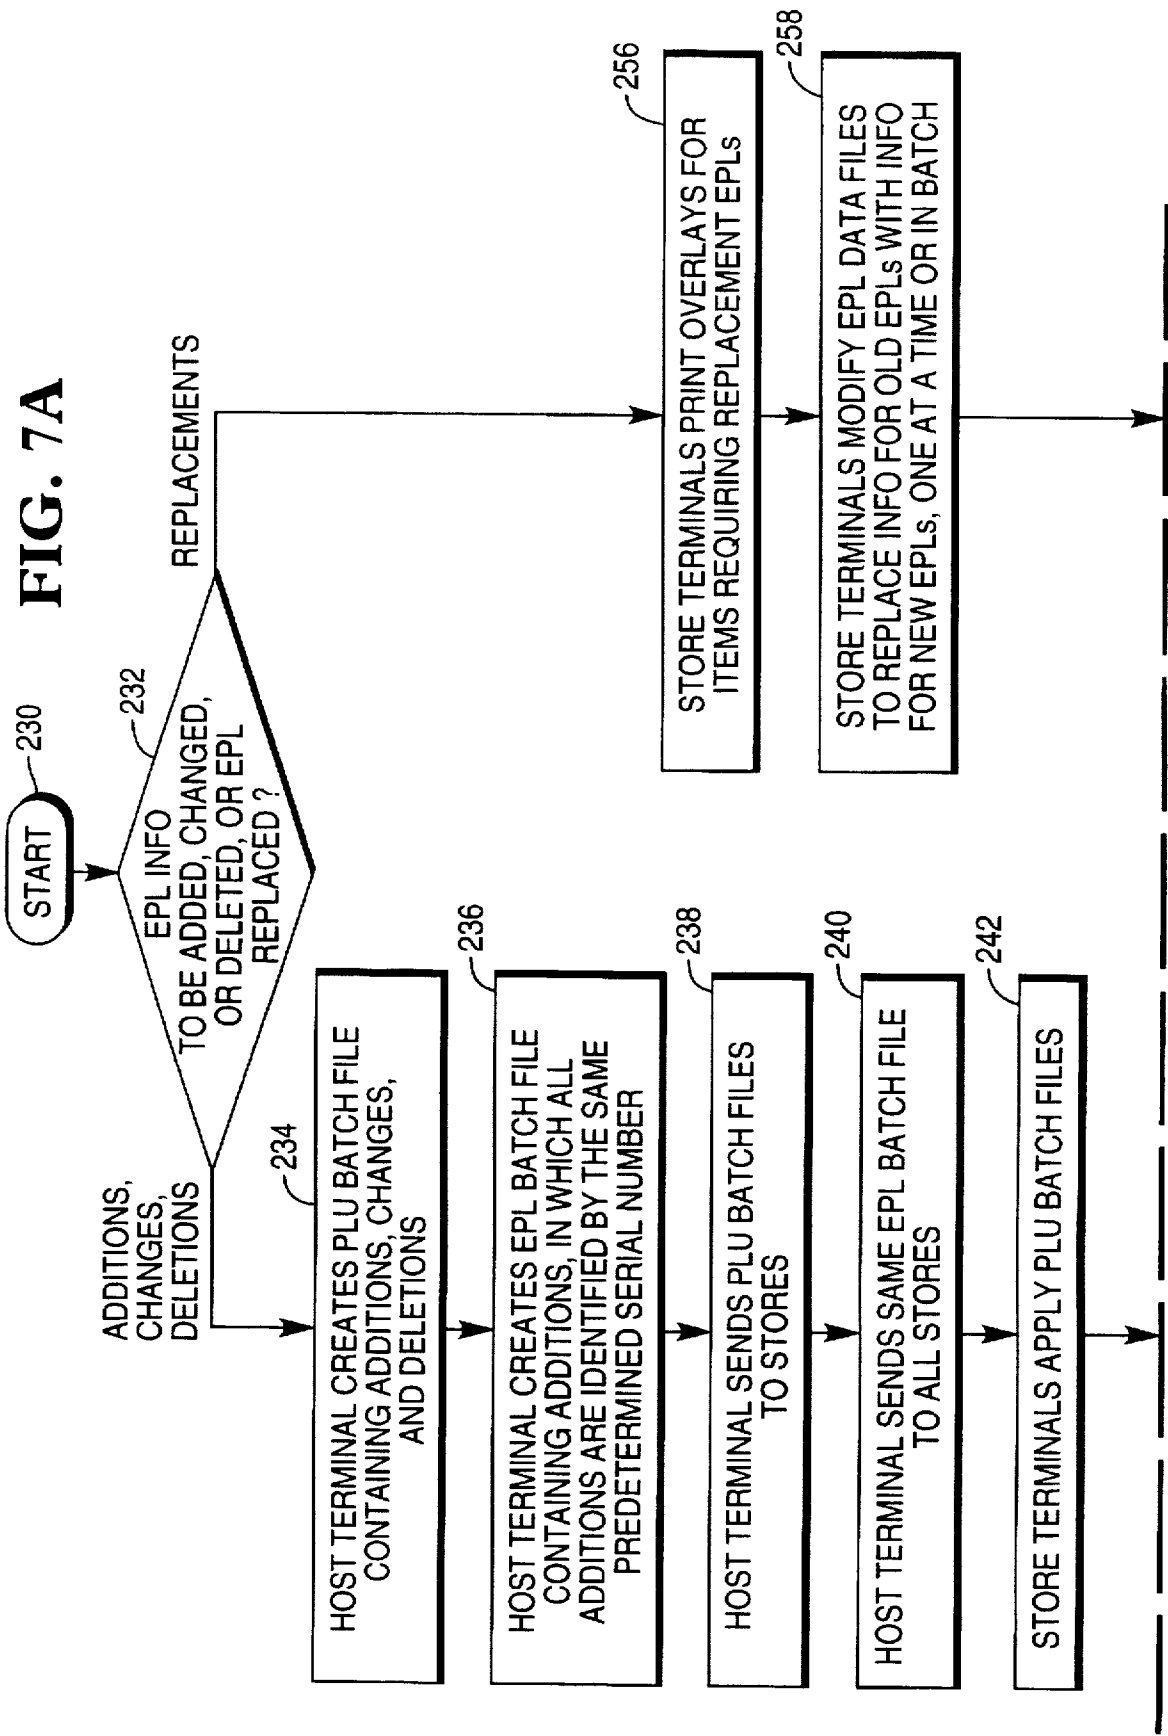 FIG. 7A
START
230
232
EPL INFO
TO BE ADDED, CHANGED,
OR DELETED, OR EPL
REPLACED ?
ADDITIONS,
CHANGES,
DELETIONS
REPLACEMENTS
234
HOST TERMINAL CREATES PLU BATCH FILE
CONTAINING ADDITIONS, CHANGES,
AND DELETIONS
236
HOST TERMINAL CREATES EPL BATCH FILE
CONTAINING ADDITIONS, IN WHICH ALL
ADDITIONS ARE IDENTIFIED BY THE SAME
PREDETERMINED SERIAL NUMBER
238
HOST TERMINAL SENDS PLU BATCH FILES
TO STORES
240
HOST TERMINAL SENDS SAME EPL BATCH FILE
TO ALL STORES
242
STORE TERMINALS APPLY PLU BATCH FILES
256
STORE TERMINALS PRINT OVERLAYS FOR
ITEMS REQUIRING REPLACEMENT EPLs
258
STORE TERMINALS MODIFY EPL DATA FILES
TO REPLACE INFO FOR OLD EPLs WITH INFO
FOR NEW EPLs, ONE AT A TIME OR IN BATCH